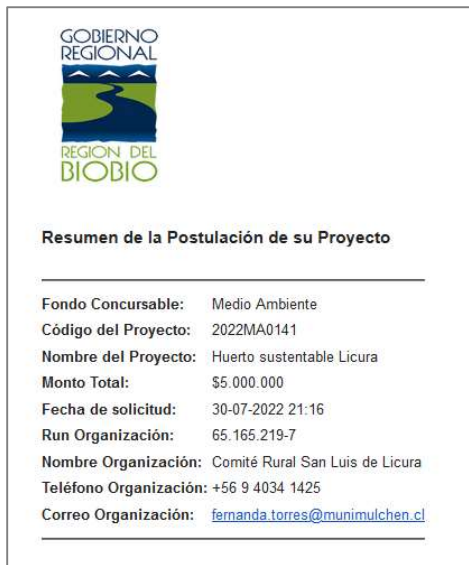 GOBIERNO
REGIONAL
REGION DEL
BIOBIO
Resumen de la Postulación de su Proyecto
Fondo Concursable: Medio Ambiente
Código del Proyecto: 2022MA0141
Nombre del Proyecto: Huerto sustentable Licura
Monto Total: $5.000.000
Fecha de solicitud: 30-07-2022 21:16
Run Organización: 65.165.219-7
Nombre Organización: Comité Rural San Luis de Licura
Teléfono Organización: +56 9 4034 1425
Correo Organización: fernanda.torres@munimulchen.cl